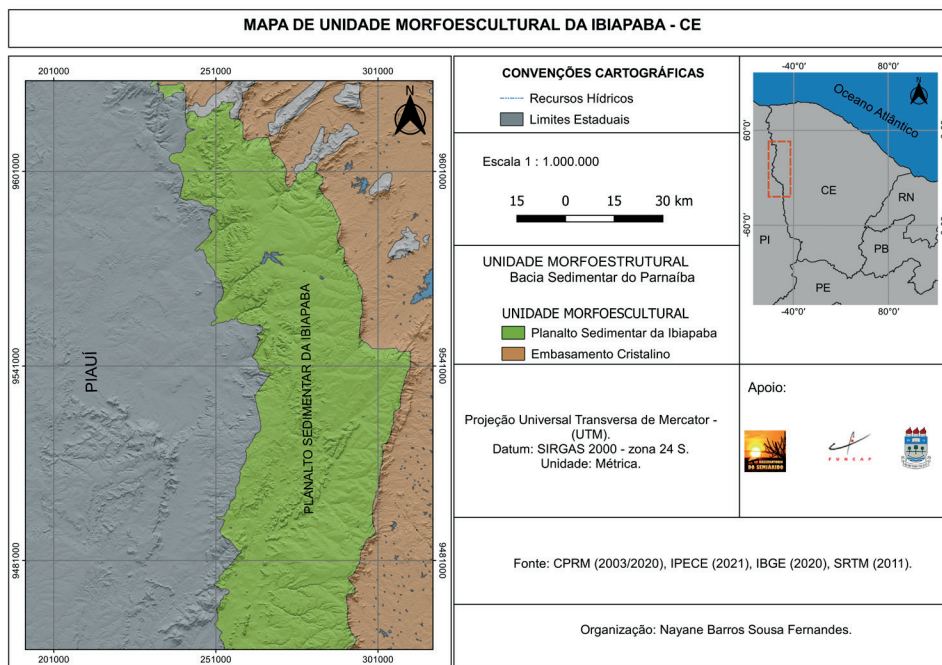 MAPA DE UNIDADE MORFOESCULTURAL DA IBIAPABA - CE
201000
251000
301000
N
9601000
9601000
9541000
9541000
9481000
9481000
PIAUÍ
PLANALTO SEDIMENTAR DA IBIAPABA
201000
251000
301000
CONVENÇÕES CARTOGRÁFICAS
Recursos Hídricos
Limites Estaduais
Escala 1 : 1.000.000
15 0 15 30 km
UNIDADE MORFOESTRUTURAL
Bacia Sedimentar do Parnaíba
UNIDADE MORFOESCULTURAL
Planalto Sedimentar da Ibiapaba
Embasamento Cristalino
Projeção Universal Transversa de Mercator -
(UTM).
Datum: SIRGAS 2000 - zona 24 S.
Unidade: Métrica.
-40°0'
80°0'
N
Oceano Atlântico
60°0'
-60°0'
CE
RN
PB
PI
PE
-40°0'
80°0'
Apoio:
DO SEMIÁRIDO
FUNCAP
Fonte: CPRM (2003/2020), IPECE (2021), IBGE (2020), SRTM (2011).
Organização: Nayane Barros Sousa Fernandes.